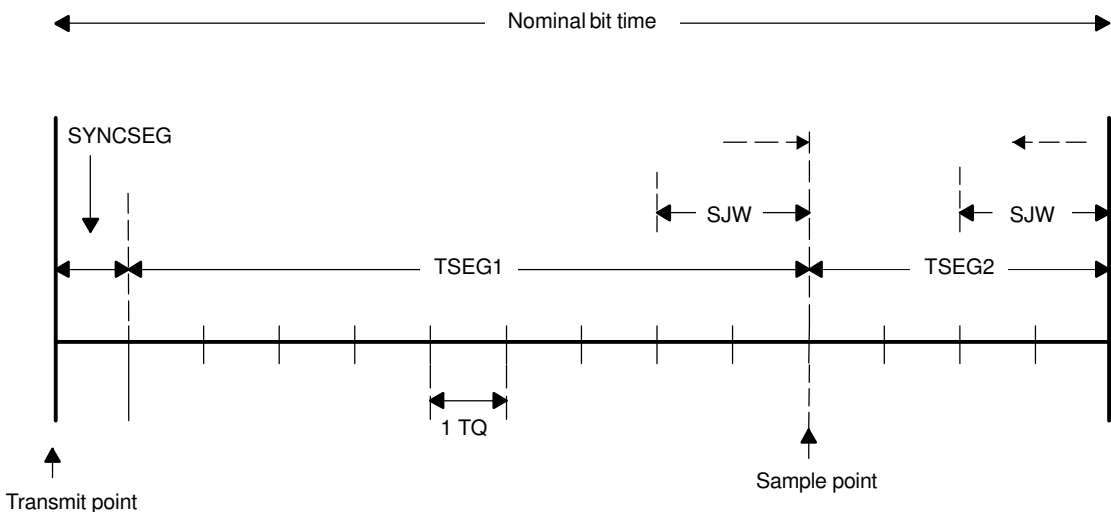 Nominal bit time
SYNCSEG
SJW
SJW
TSEG1
TSEG2
1 TQ
Sample point
Transmit point